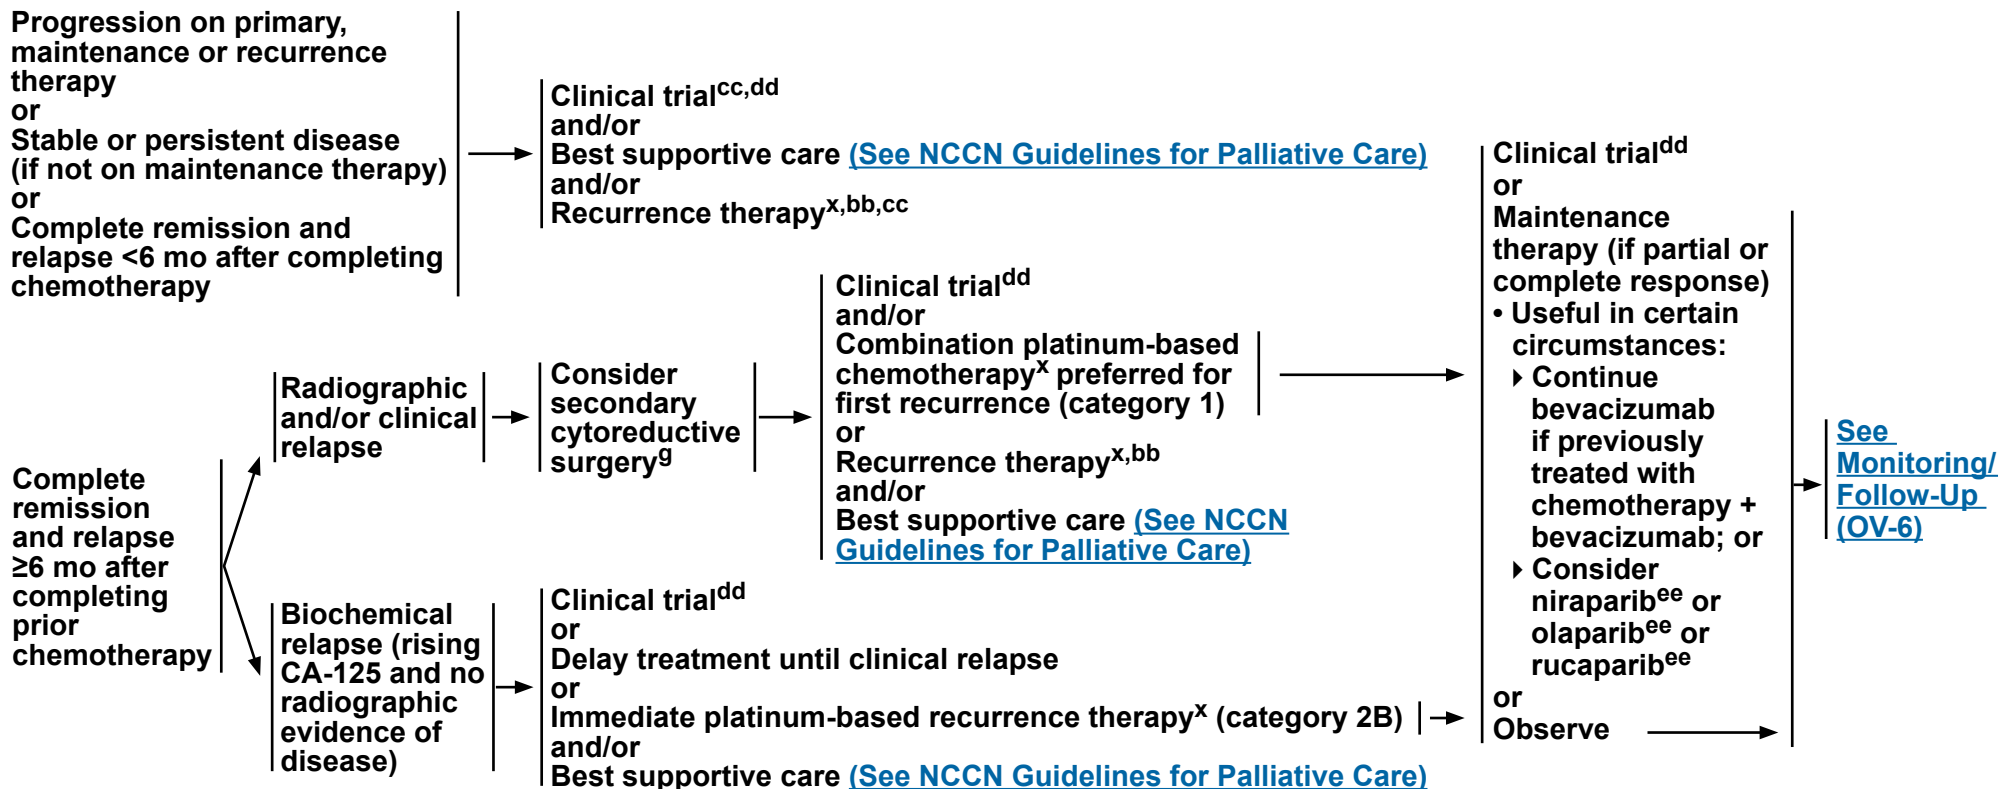 Progression on primary,
maintenance or recurrence
therapy
or
Stable or persistent disease
(if not on maintenance therapy)
or
Complete remission and
relapse <6 mo after completing
chemotherapy
Clinical trialcc,dd
and/or
Best supportive care (See NCCN Guidelines for Palliative Care)
and/or
Recurrence therapyx,bb,cc
Complete
remission
and relapse
≥6 mo after
completing
prior
chemotherapy
Radiographic
and/or clinical
relapse
Consider
secondary
cytoreductive
surgeryg
Clinical trialdd
and/or
Combination platinum-based
chemotherapyx preferred for
first recurrence (category 1)
or
Recurrence therapyx,bb
and/or
Best supportive care (See NCCN
Guidelines for Palliative Care)
Biochemical
relapse (rising
CA-125 and no
radiographic
evidence of
disease)
Clinical trialdd
or
Delay treatment until clinical relapse
or
Immediate platinum-based recurrence therapyx (category 2B)
and/or
Best supportive care (See NCCN Guidelines for Palliative Care)
Clinical trialdd
or
Maintenance
therapy (if partial or
complete response)
• Useful in certain
circumstances:
▸ Continue
bevacizumab
if previously
treated with
chemotherapy +
bevacizumab; or
▸ Consider
niraparibee or
olaparibee or
rucaparibee
or
Observe
See
Monitoring/
Follow-Up
(OV-6)